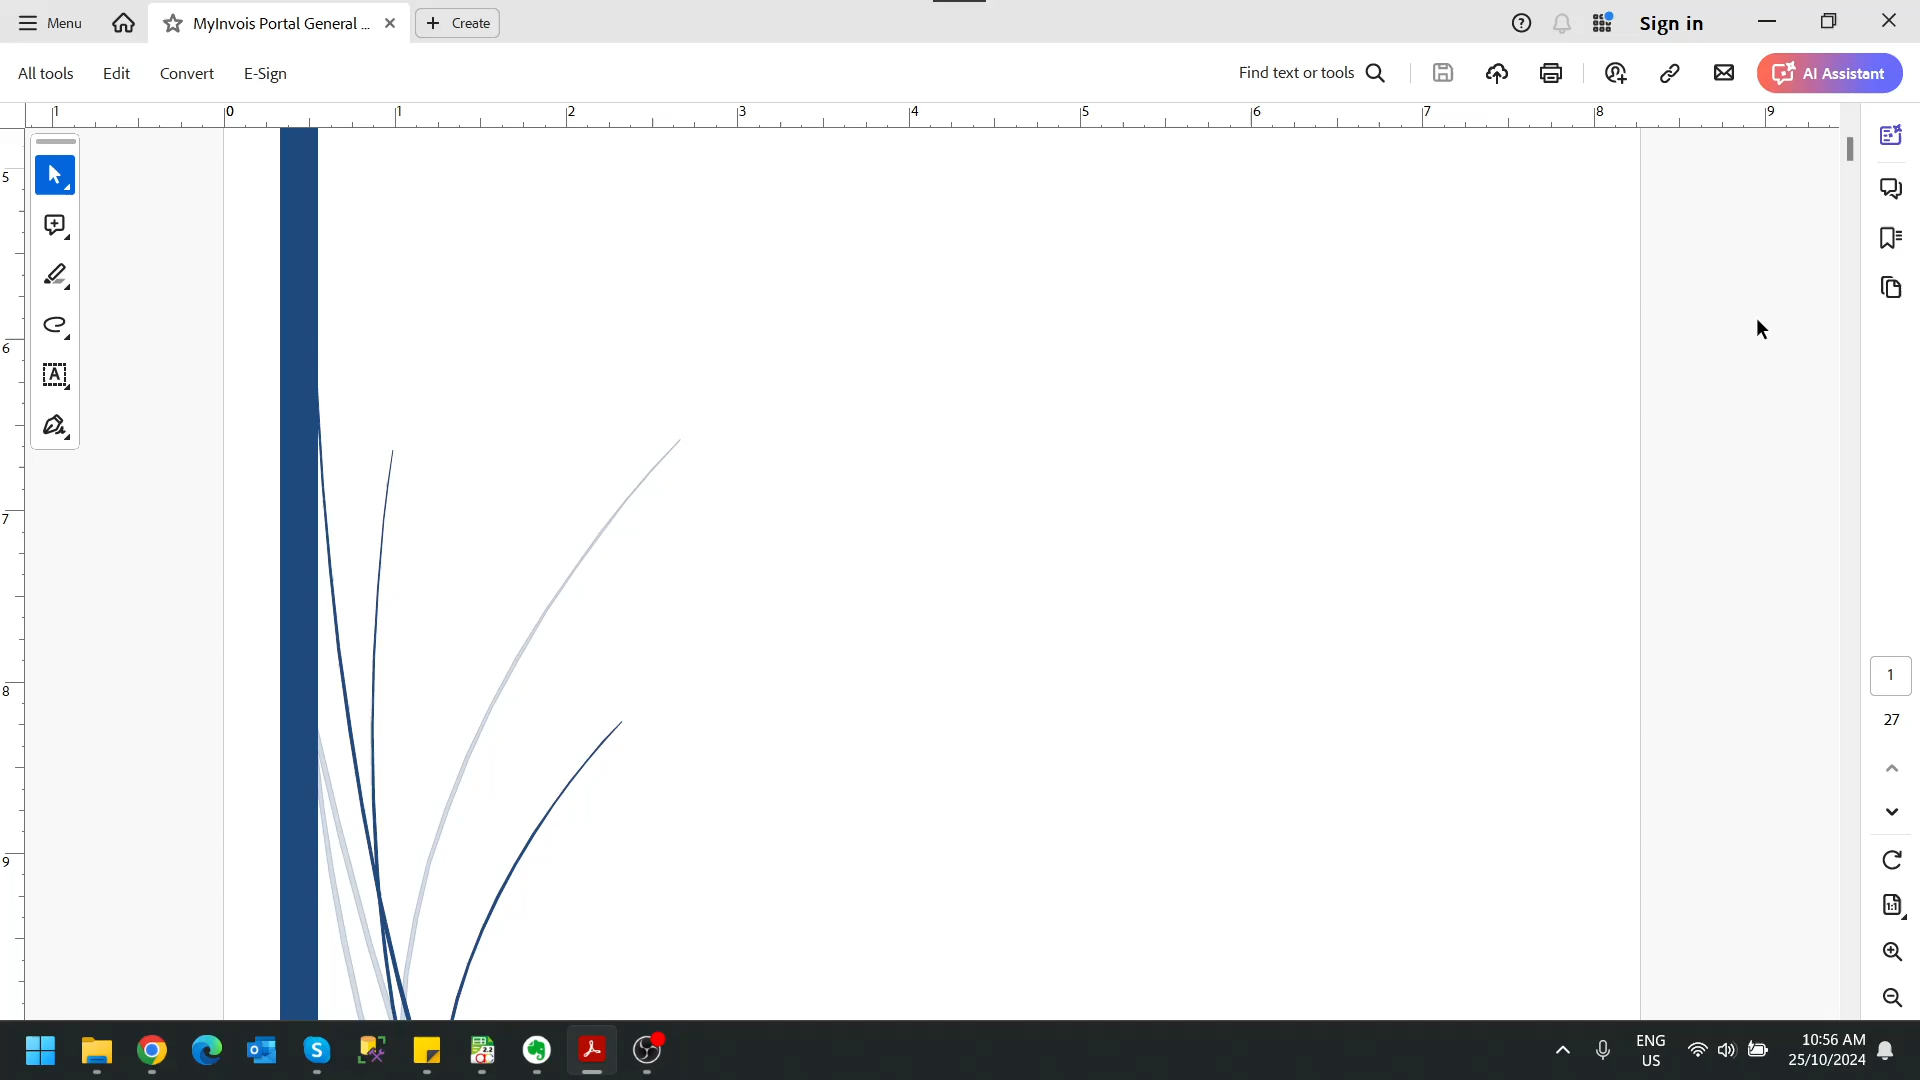 Menu
MyInvois Portal General ...
Create
Sign in
All tools
Edit
Convert
E-Sign
Find text or tools
AI Assistant
1 0 1 2 3 4 5 6 7 8 9
5
6
7
8
9
A
1
27
1:1
ENG
US
10:56 AM
25/10/2024